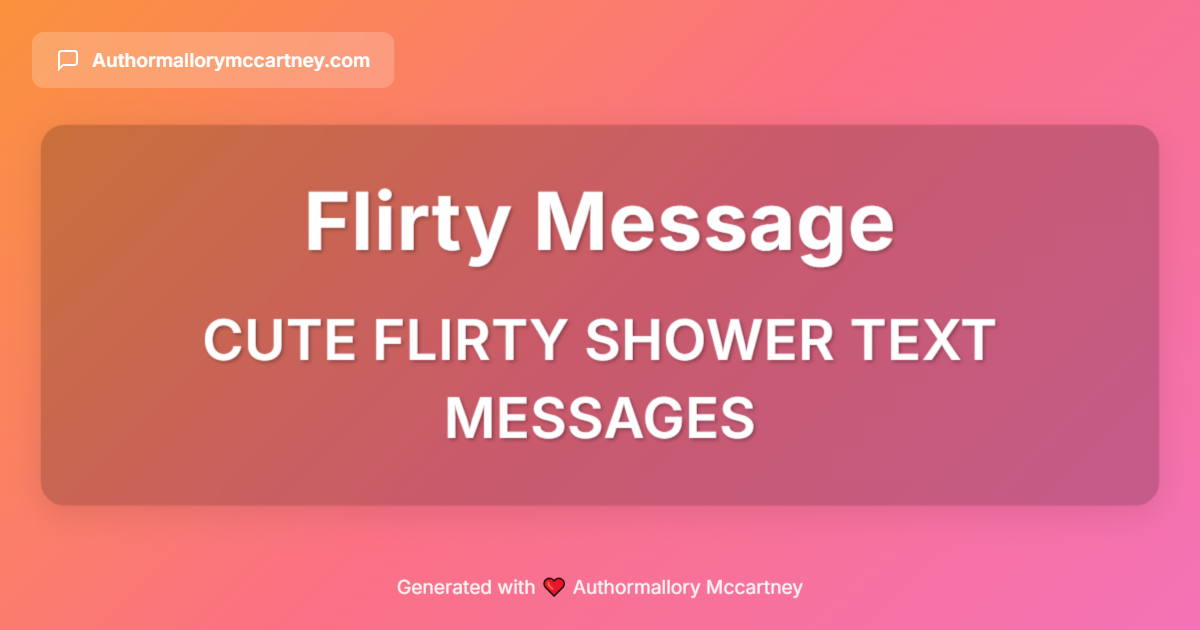 Authormallorymccartney.com
Flirty Message
CUTE FLIRTY SHOWER TEXT
MESSAGES
Generated with ❤️ Authormallory Mccartney